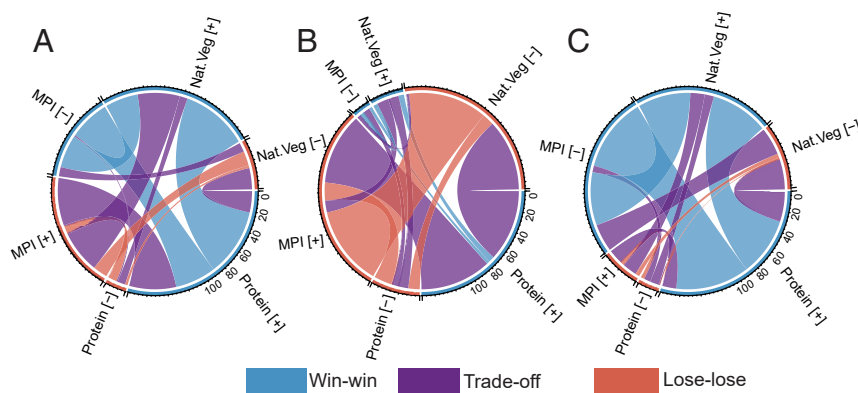 A
MPI [−]
Nat.Veg [+]
Nat.Veg [−]
MPI [+]
Protein [−]
Protein [+]
0
20
40
60
80
100
B
MPI [−]
Nat.Veg [+]
Nat.Veg [−]
MPI [+]
Protein [−]
Protein [+]
0
20
40
60
80
100
C
MPI [−]
Nat.Veg [+]
Nat.Veg [−]
MPI [+]
Protein [−]
Protein [+]
0
20
40
60
80
100
Win-win
Trade-off
Lose-lose